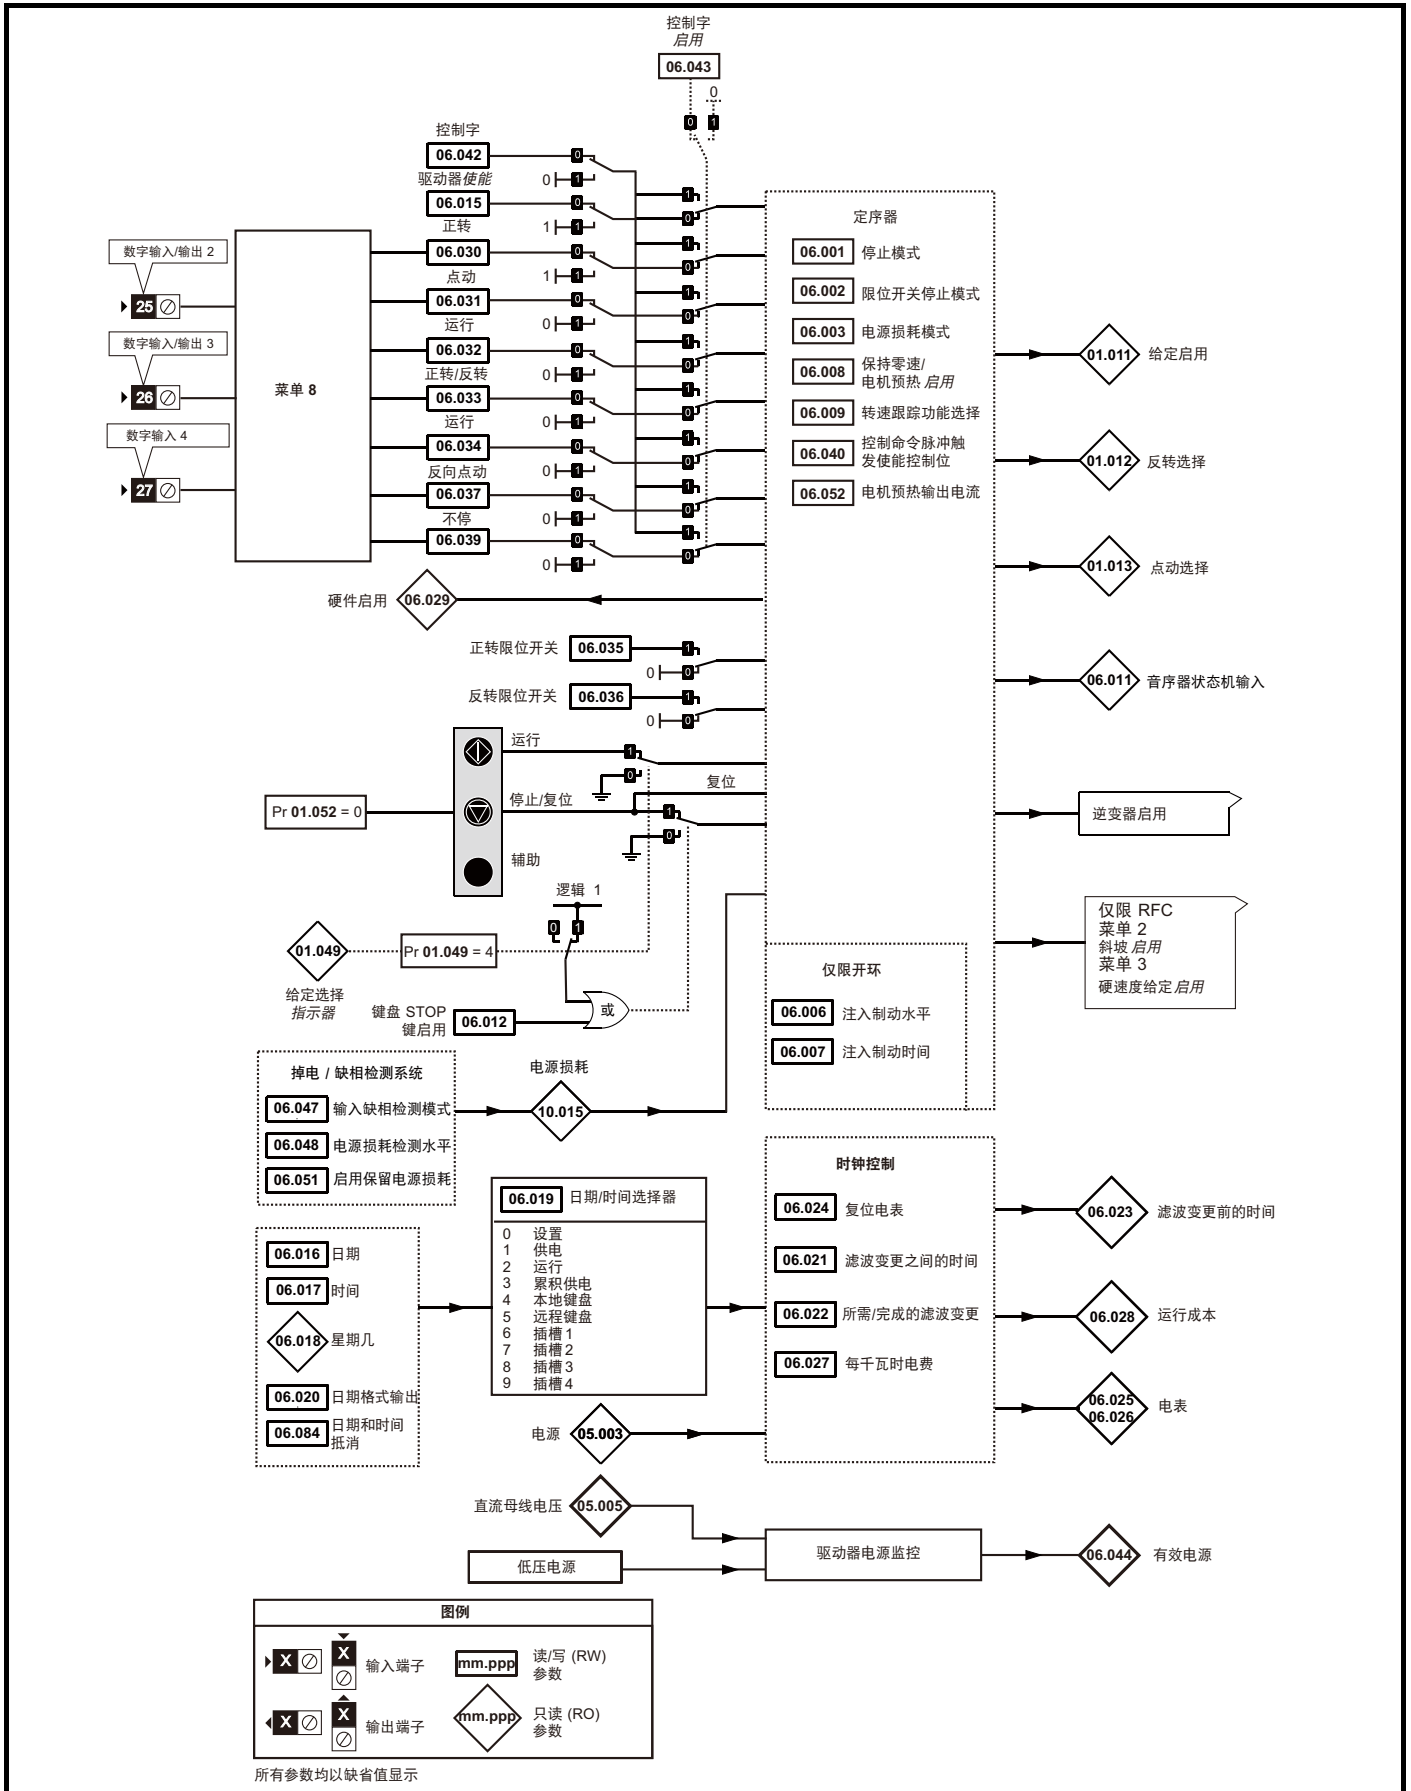 控制字
启用
06.043
0
0 1
控制字
06.042
0
0 1
驱动器使能
06.015
0
1 1
正转
06.030
0
1 1
点动
06.031
0
0 1
运行
06.032
0
0 1
正转/反转
06.033
0
0 1
运行
06.034
0
0 1
反向点动
06.037
0
0 1
不停
06.039
0
0 1
1
0
1
0
1
0
1
0
1
0
1
0
1
0
1
0
数字输入/输出 2
25
数字输入/输出 3
26
数字输入 4
27
菜单 8
定序器
06.001 停止模式
06.002 限位开关停止模式
06.003 电源损耗模式
06.008 保持零速/
电机预热 启用
06.009 转速跟踪功能选择
06.040 控制命令脉冲触
发使能控制位
06.052 电机预热输出电流
01.011 给定启用
01.012 反转选择
01.013 点动选择
06.011 音序器状态机输入
逆变器启用
仅限 RFC
菜单 2
斜坡 启用
菜单 3
硬速度给定 启用
硬件启用 06.029
正转限位开关 06.035 1
0 0
反转限位开关 06.036 1
0 0
运行
1
0
复位
停止/复位
1
0
Pr 01.052 = 0
辅助
逻辑 1
0 1
01.049
Pr 01.049 = 4
给定选择
指示器
键盘 STOP
键启用
06.012
或
仅限开环
06.006 注入制动水平
06.007 注入制动时间
掉电 / 缺相检测系统
06.047 输入缺相检测模式
06.048 电源损耗检测水平
06.051 启用保留电源损耗
电源损耗
10.015
06.016 日期
06.017 时间
06.018 星期几
06.020 日期格式输出
06.084 日期和时间
抵消
06.019 日期/时间选择器
0 设置
1 供电
2 运行
3 累积供电
4 本地键盘
5 远程键盘
6 插槽 1
7 插槽 2
8 插槽 3
9 插槽 4
时钟控制
06.024 复位电表
06.021 滤波变更之间的时间
06.022 所需/完成的滤波变更
06.027 每千瓦时电费
06.023 滤波变更前的时间
06.028 运行成本
06.025
06.026
电表
电源 05.003
直流母线电压 05.005
低压电源
驱动器电源监控
06.044 有效电源
图例
X X 输入端子
mm.ppp 读/写 (RW)
参数
X X 输出端子
mm.ppp 只读 (RO)
参数
所有参数均以缺省值显示